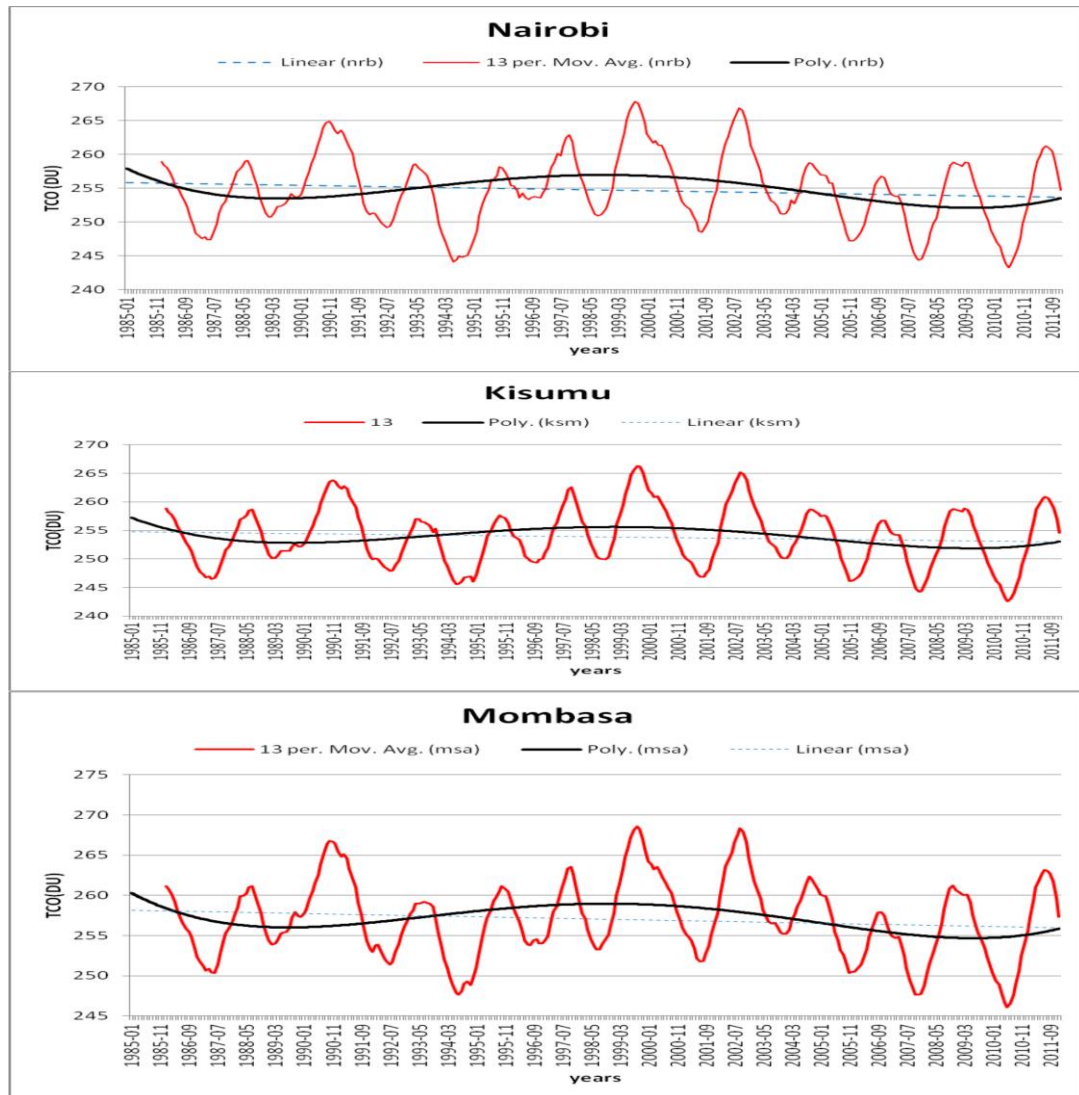 Nairobi
Linear (nrb) 13 per. Mov. Avg. (nrb) Poly. (nrb)
270
265
260
255
250
245
240
TCO (DU)
1985-01 1985-11 1986-09 1987-07 1988-05 1989-03 1990-01 1990-11 1991-09 1992-07 1993-05 1994-03 1995-01 1995-11 1996-09 1997-07 1998-05 1999-03 2000-01 2000-11 2001-09 2002-07 2003-05 2004-03 2005-01 2005-11 2006-09 2007-07 2008-05 2009-03 2010-01 2010-11 2011-09
years
Kisumu
13 Poly. (ksm) Linear (ksm)
270
265
260
255
250
245
240
TCO(DU)
1985-01 1985-11 1986-09 1987-07 1988-05 1989-03 1990-01 1990-11 1991-09 1992-07 1993-05 1994-03 1995-01 1995-11 1996-09 1997-07 1998-05 1999-03 2000-01 2000-11 2001-09 2002-07 2003-05 2004-03 2005-01 2005-11 2006-09 2007-07 2008-05 2009-03 2010-01 2010-11 2011-09
years
Mombasa
13 per. Mov. Avg. (msa) Poly. (msa) Linear (msa)
275
270
265
260
255
250
245
TCO(DU)
1985-01 1985-11 1986-09 1987-07 1988-05 1989-03 1990-01 1990-11 1991-09 1992-07 1993-05 1994-03 1995-01 1995-11 1996-09 1997-07 1998-05 1999-03 2000-01 2000-11 2001-09 2002-07 2003-05 2004-03 2005-01 2005-11 2006-09 2007-07 2008-05 2009-03 2010-01 2010-11 2011-09
years